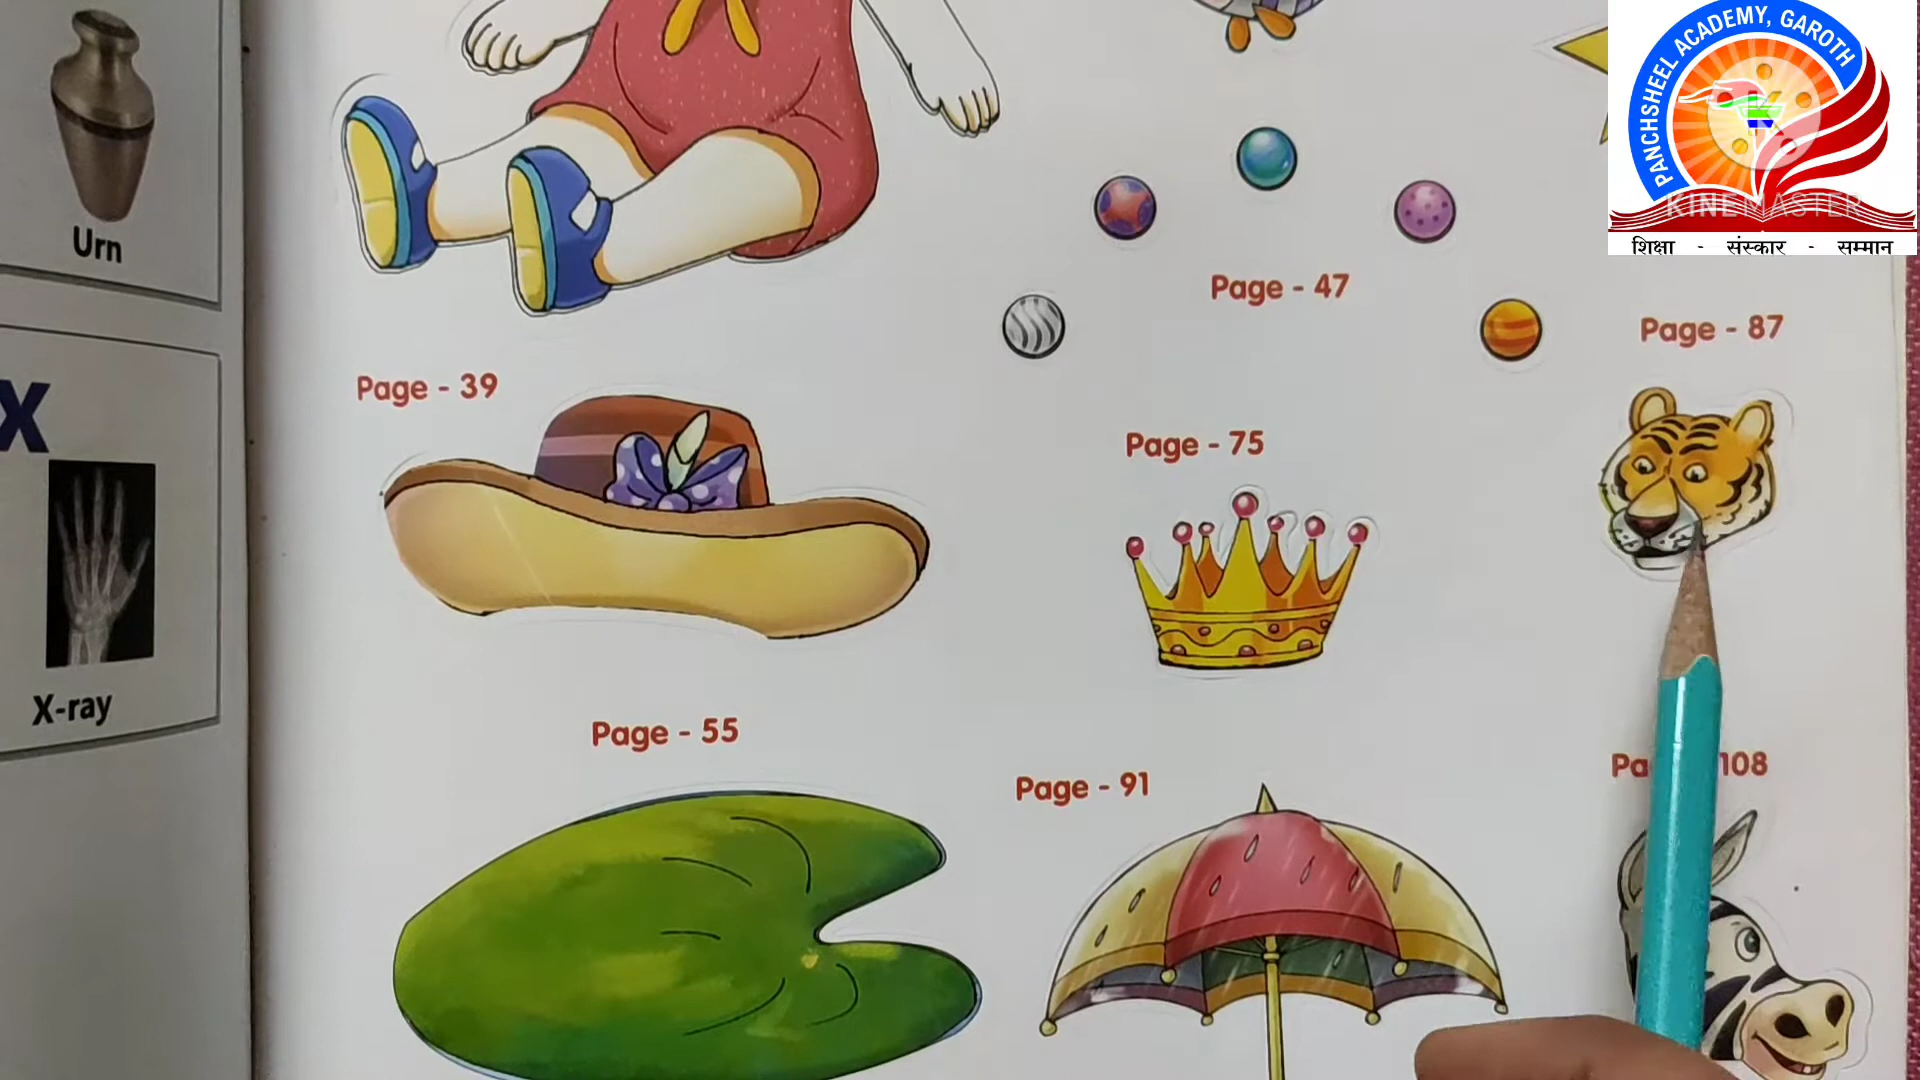 Urn
X
X-ray
Page - 39
Page - 47
Page - 87
Page - 75
Page - 55
Page - 91
108
PANCHSHEEL ACADEMY, GAROTH
KINEMASTER
शिक्षा - संस्कार - सम्मान